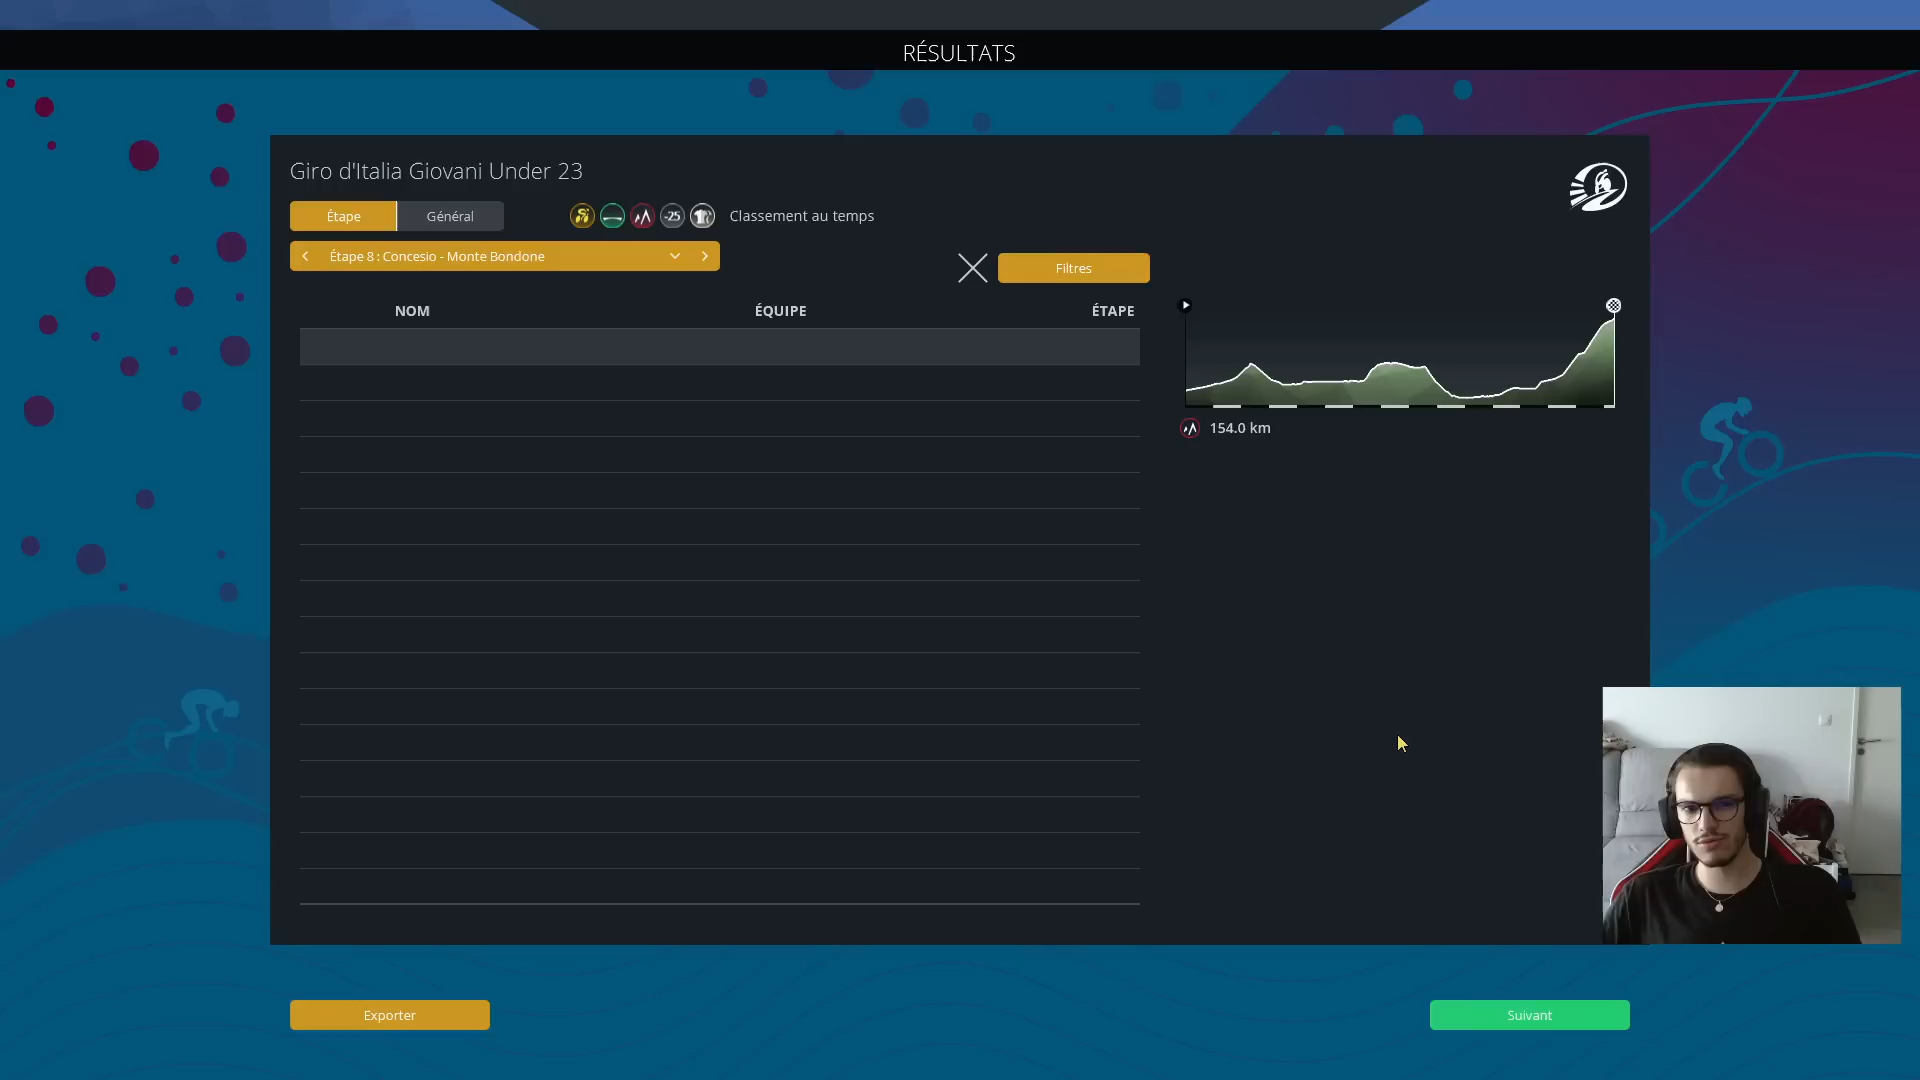 RÉSULTATS
Giro d'Italia Giovani Under 23
Étape
Général
-25
Classement au temps
Étape 8 : Concesio - Monte Bondone
Filtres
NOM
ÉQUIPE
ÉTAPE
154.0 km
Exporter
Suivant